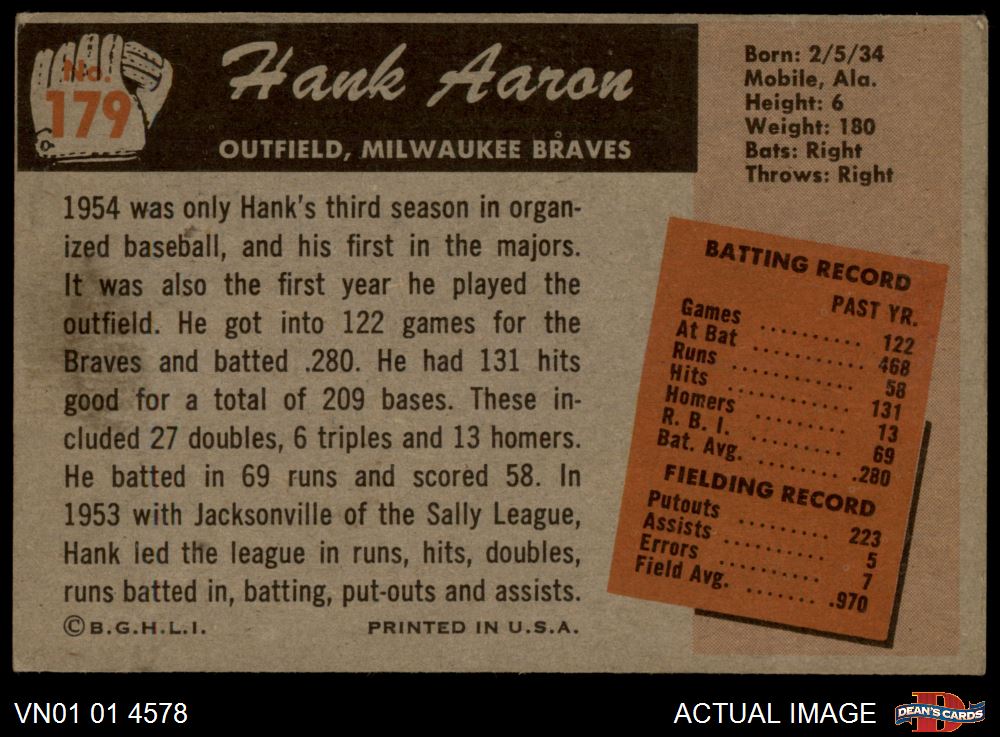 No.
179
Hank Aaron
OUTFIELD, MILWAUKEE BRAVES
Born: 2/5/34
Mobile, Ala.
Height: 6
Weight: 180
Bats: Right
Throws: Right
1954 was only Hank's third season in organ-
ized baseball, and his first in the majors.
It was also the first year he played the
outfield. He got into 122 games for the
Braves and batted .280. He had 131 hits
good for a total of 209 bases. These in-
cluded 27 doubles, 6 triples and 13 homers.
He batted in 69 runs and scored 58. In
1953 with Jacksonville of the Sally League,
Hank led the league in runs, hits, doubles,
runs batted in, batting, put-outs and assists.
©B.G.H.L.I. PRINTED IN U.S.A.
BATTING RECORD
PAST YR.
Games .......... 122
At Bat .......... 468
Runs .......... 58
Hits .......... 131
Homers .......... 13
R. B. I. .......... 69
Bat. Avg. .......... .280
FIELDING RECORD
Putouts .......... 223
Assists .......... 5
Errors .......... 7
Field Avg. .......... .970
VN01 01 4578
ACTUAL IMAGE
DEAN'S CARDS